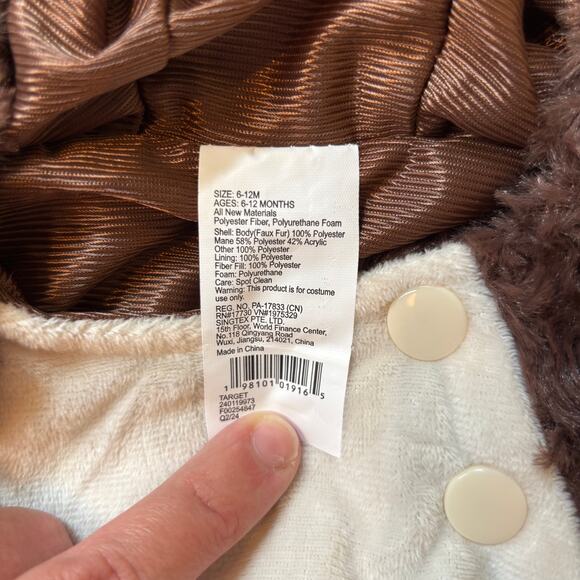 SIZE: 6-12M
AGES: 6-12 MONTHS
All New Materials
Polyester Fiber, Polyurethane Foam
Shell: Body(Faux Fur) 100% Polyester
Mane 58% Polyester 42% Acrylic
Other 100% Polyester
Lining: 100% Polyester
Fiber Fill: 100% Polyester
Foam: Polyurethane
Care: Spot Clean
Warning: This product is for costume
use only.
REG. NO. PA-17833 (CN)
RN#17730 VN#1975329
SINGTEX PTE. LTD.
15th Floor, World Finance Center,
No.118 Qingyang Road
Wuxi, Jiangsu, 214021, China
Made in China
1 98101 01916 5
TARGET
240119973
F00254847
Q2/24